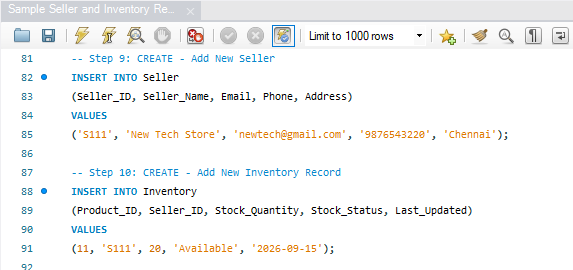 Sample Seller and Inventory Re...
Limit to 1000 rows
81 -- Step 9: CREATE - Add New Seller
82 INSERT INTO Seller
83 (Seller_ID, Seller_Name, Email, Phone, Address)
84 VALUES
85 ('S111', 'New Tech Store', 'newtech@gmail.com', '9876543220', 'Chennai');
86
87 -- Step 10: CREATE - Add New Inventory Record
88 INSERT INTO Inventory
89 (Product_ID, Seller_ID, Stock_Quantity, Stock_Status, Last_Updated)
90 VALUES
91 (11, 'S111', 20, 'Available', '2026-09-15');